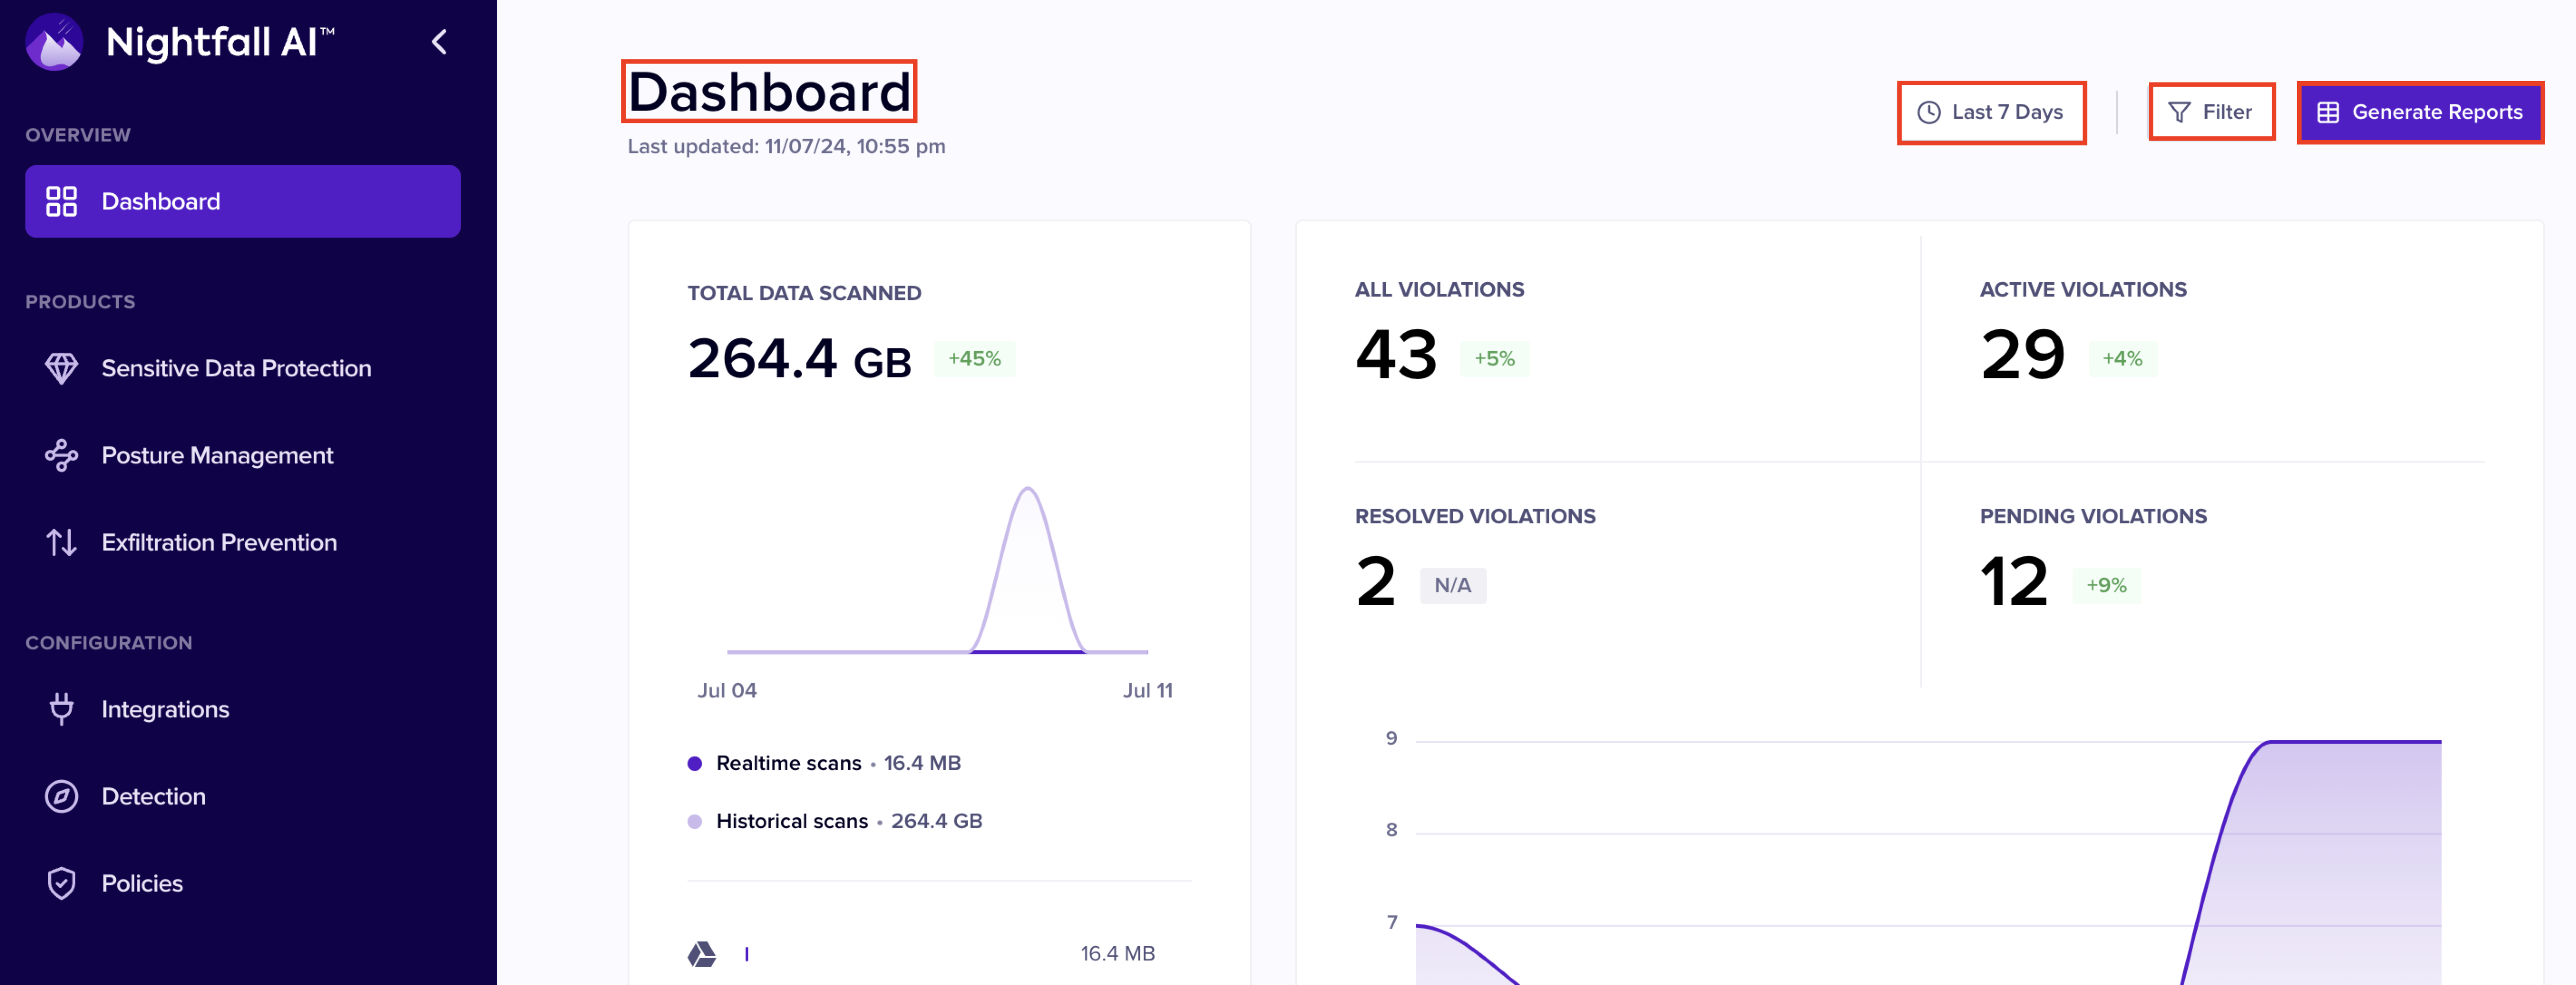 Nightfall AI™
OVERVIEW
Dashboard
PRODUCTS
Sensitive Data Protection
Posture Management
Exfiltration Prevention
CONFIGURATION
Integrations
Detection
Policies
Dashboard
Last updated: 11/07/24, 10:55 pm
Last 7 Days
Filter
Generate Reports
TOTAL DATA SCANNED
264.4 GB +45%
Jul 04 Jul 11
Realtime scans • 16.4 MB
Historical scans • 264.4 GB
16.4 MB
ALL VIOLATIONS
43 +5%
ACTIVE VIOLATIONS
29 +4%
RESOLVED VIOLATIONS
2 N/A
PENDING VIOLATIONS
12 +9%
9
8
7